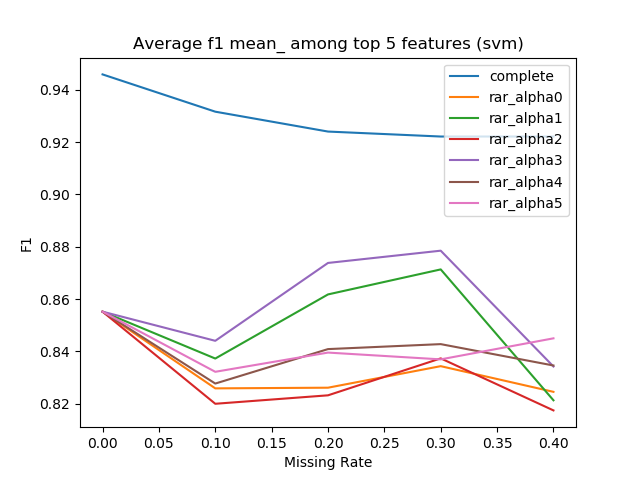 Average f1 mean_ among top 5 features (svm)
complete
rar_alpha0
rar_alpha1
rar_alpha2
rar_alpha3
rar_alpha4
rar_alpha5
0.94
0.92
0.90
0.88
0.86
0.84
0.82
F1
0.00 0.05 0.10 0.15 0.20 0.25 0.30 0.35 0.40
Missing Rate